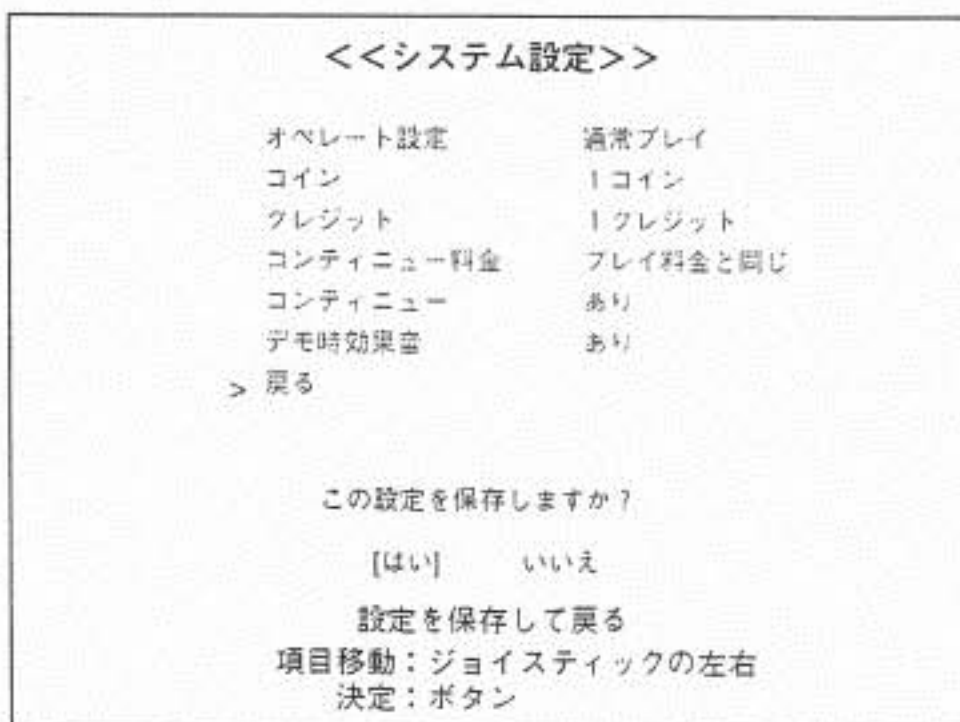 <<システム設定>>
オペレート設定 通常プレイ
コイン 1コイン
クレジット 1クレジット
コンティニュー料金 プレイ料金と同じ
コンティニュー あり
デモ時効果音 あり
> 戻る
この設定を保存しますか?
[はい] いいえ
設定を保存して戻る
項目移動:ジョイスティックの左右
決定:ボタン